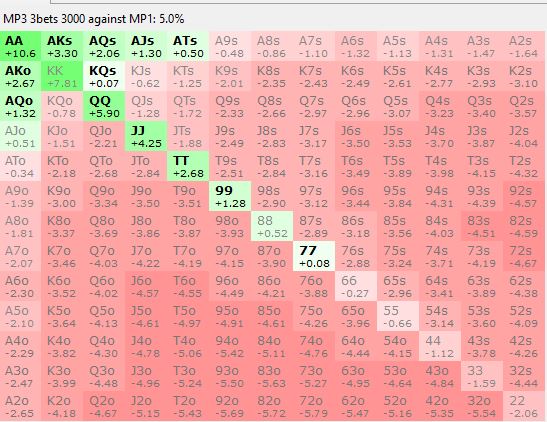 MP3 3bets 3000 against MP1: 5.0%
AA AKs AQs AJs ATs A9s A8s A7s A6s A5s A4s A3s A2s
+10.6 +3.30 +2.06 +1.30 +0.50 -0.48 -0.86 -1.10 -1.32 -1.13 -1.31 -1.47 -1.64
AKo KK KQs KJs KTs K9s K8s K7s K6s K5s K4s K3s K2s
+2.67 +7.81 +0.07 -0.62 -1.25 -2.01 -2.35 -2.43 -2.49 -2.61 -2.77 -2.93 -3.10
AQo KQo QQ QJs QTs Q9s Q8s Q7s Q6s Q5s Q4s Q3s Q2s
+1.32 -0.78 +5.90 -1.28 -1.72 -2.33 -2.66 -2.97 -2.96 -3.07 -3.23 -3.40 -3.57
AJo KJo QJo JJ JTs J9s J8s J7s J6s J5s J4s J3s J2s
+0.51 -1.51 -2.21 +4.25 -1.88 -2.49 -2.83 -3.17 -3.50 -3.53 -3.70 -3.87 -4.04
ATo KTo QTo JTo TT T9s T8s T7s T6s T5s T4s T3s T2s
-0.34 -2.18 -2.68 -2.84 +2.68 -2.51 -2.84 -3.16 -3.49 -3.89 -3.98 -4.15 -4.32
A9o K9o Q9o J9o T9o 99 98s 97s 96s 95s 94s 93s 92s
-1.39 -3.00 -3.34 -3.50 -3.51 +1.28 -2.90 -3.12 -3.44 -3.84 -4.31 -4.39 -4.57
A8o K8o Q8o J8o T8o 98o 88 87s 86s 85s 84s 83s 82s
-1.81 -3.37 -3.69 -3.86 -3.87 -3.93 +0.52 -2.89 -3.18 -3.56 -4.03 -4.51 -4.59
A7o K7o Q7o J7o T7o 97o 87o 77 76s 75s 74s 73s 72s
-2.07 -3.46 -4.03 -4.22 -4.19 -4.15 -3.90 +0.08 -2.88 -3.24 -3.71 -4.19 -4.67
A6o K6o Q6o J6o T6o 96o 86o 76o 66 65s 64s 63s 62s
-2.30 -3.52 -4.02 -4.57 -4.55 -4.49 -4.21 -3.88 -0.27 -2.96 -3.41 -3.89 -4.38
A5o K5o Q5o J5o T5o 95o 85o 75o 65o 55 54s 53s 52s
-2.10 -3.64 -4.13 -4.61 -4.97 -4.91 -4.61 -4.26 -3.96 -0.66 -3.14 -3.60 -4.09
A4o K4o Q4o J4o T4o 94o 84o 74o 64o 54o 44 43s 42s
-2.29 -3.82 -4.30 -4.78 -5.06 -5.42 -5.11 -4.76 -4.44 -4.15 -1.12 -3.78 -4.26
A3o K3o Q3o J3o T3o 93o 83o 73o 63o 53o 43o 33 32s
-2.47 -3.99 -4.48 -4.96 -5.24 -5.50 -5.63 -5.27 -4.95 -4.64 -4.84 -1.59 -4.44
A2o K2o Q2o J2o T2o 92o 82o 72o 62o 52o 42o 32o 22
-2.65 -4.18 -4.67 -5.15 -5.43 -5.69 -5.72 -5.79 -5.47 -5.16 -5.35 -5.54 -2.06